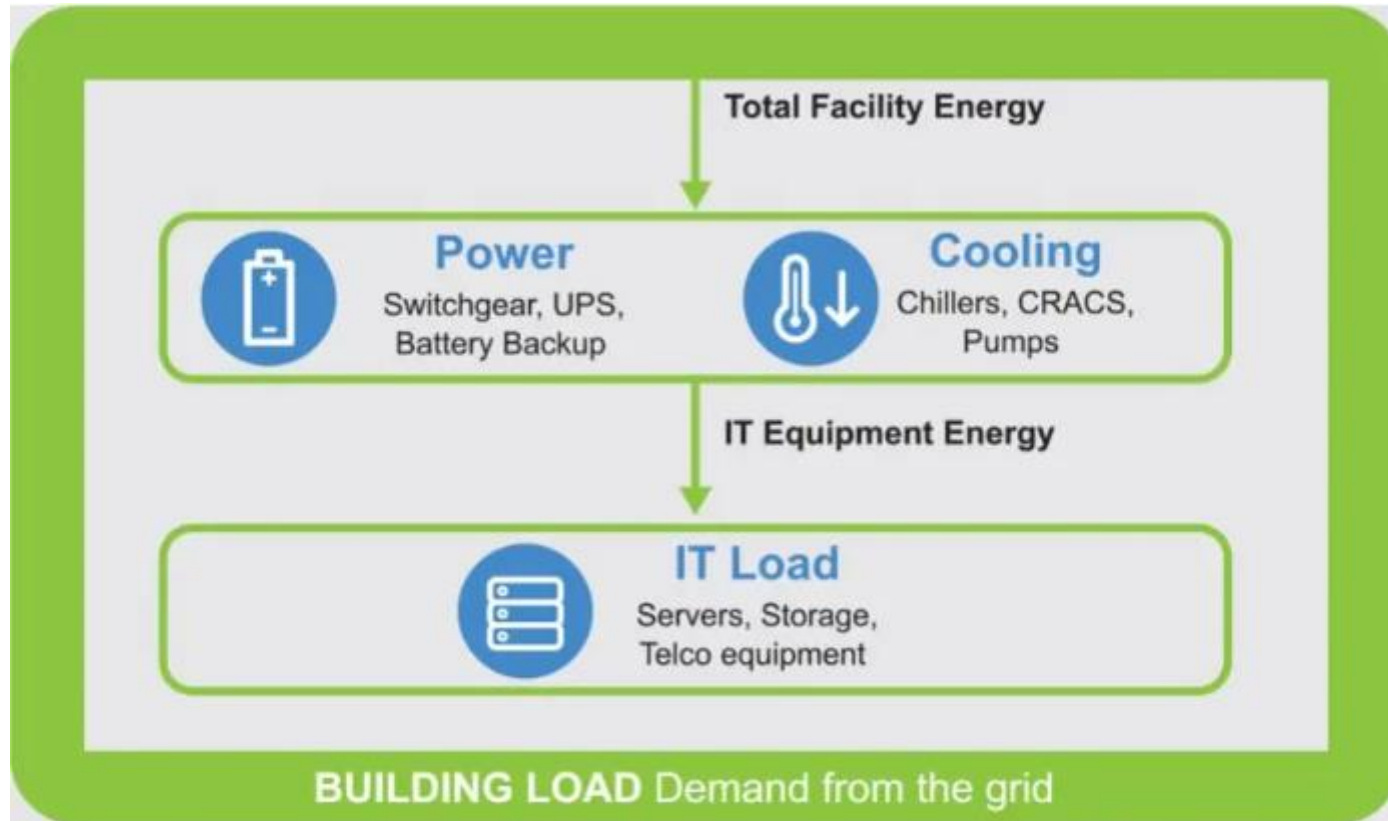 Total Facility Energy
Power
Switchgear, UPS,
Battery Backup
Cooling
Chillers, CRACS,
Pumps
IT Equipment Energy
IT Load
Servers, Storage,
Telco equipment
BUILDING LOAD Demand from the grid